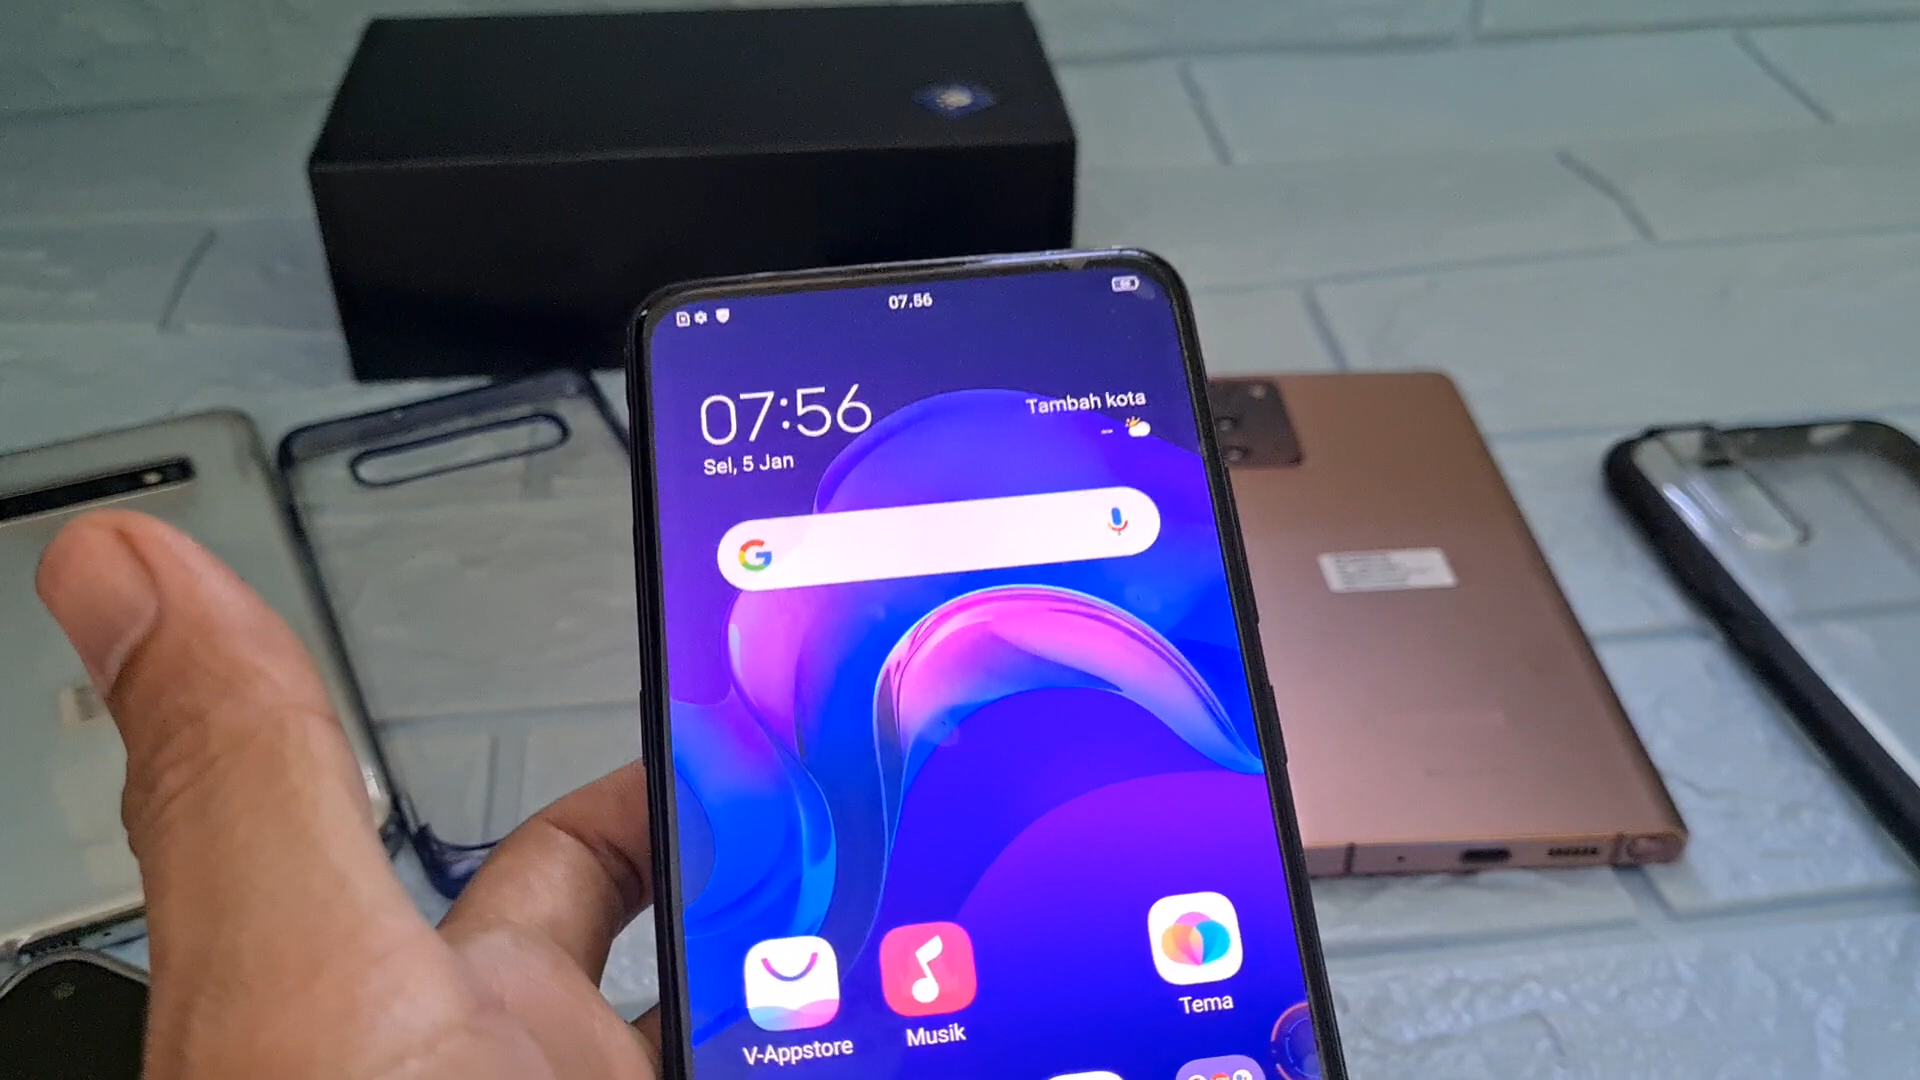 07.56
07:56
Sel, 5 Jan
Tambah kota
--
V-Appstore
Musik
Tema